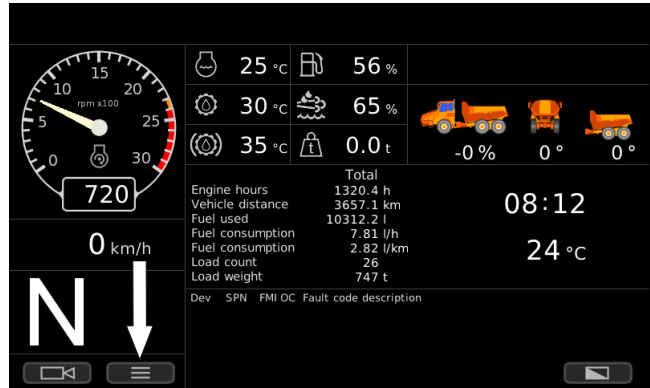 15
10 20
rpm x100
5 25
0 30
720
0 km/h
N
25 °C 56 %
30 °C 65 %
35 °C t 0.0 t
-0 % 0 ° 0 °
Total
Engine hours 1320.4 h
Vehicle distance 3657.1 km
Fuel used 10312.2 l
Fuel consumption 7.81 l/h
Fuel consumption 2.82 l/km
Load count 26
Load weight 747 t
08:12
24 °C
Dev SPN FMI OC Fault code description